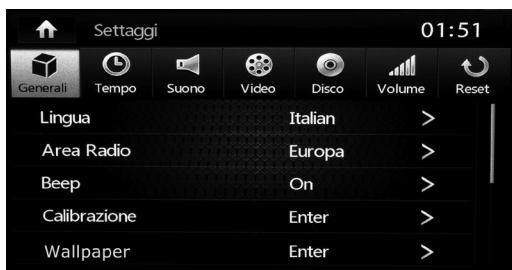 Settaggi 01:51
Generali Tempo Suono Video Disco Volume Reset
Lingua Italian >
Area Radio Europa >
Beep On >
Calibrazione Enter >
Wallpaper Enter >